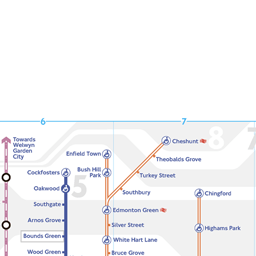 6
7
8
7
5
Towards
Welwyn
Garden
City
Cheshunt
Enfield Town
Theobalds Grove
Bush Hill
Park
Turkey Street
Cockfosters
Oakwood
Southbury
Chingford
Southgate
Edmonton Green
Arnos Grove
Silver Street
Highams Park
Bounds Green
White Hart Lane
Wood Green
Bruce Grove